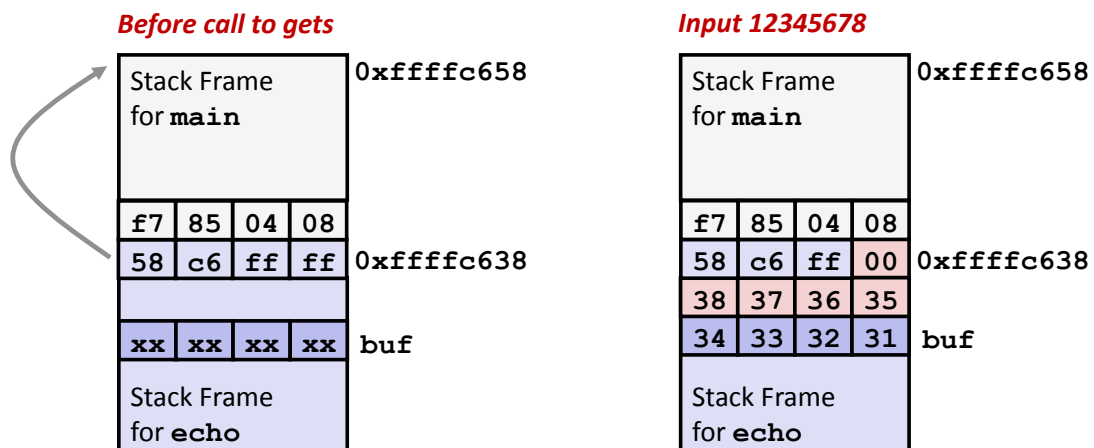 Before call to gets
Input 12345678
Stack Frame
for main
0xffffc658
f7 85 04 08
58 c6 ff ff 0xffffc638
xx xx xx xx buf
Stack Frame
for echo
Stack Frame
for main
0xffffc658
f7 85 04 08
58 c6 ff 00 0xffffc638
38 37 36 35
34 33 32 31 buf
Stack Frame
for echo